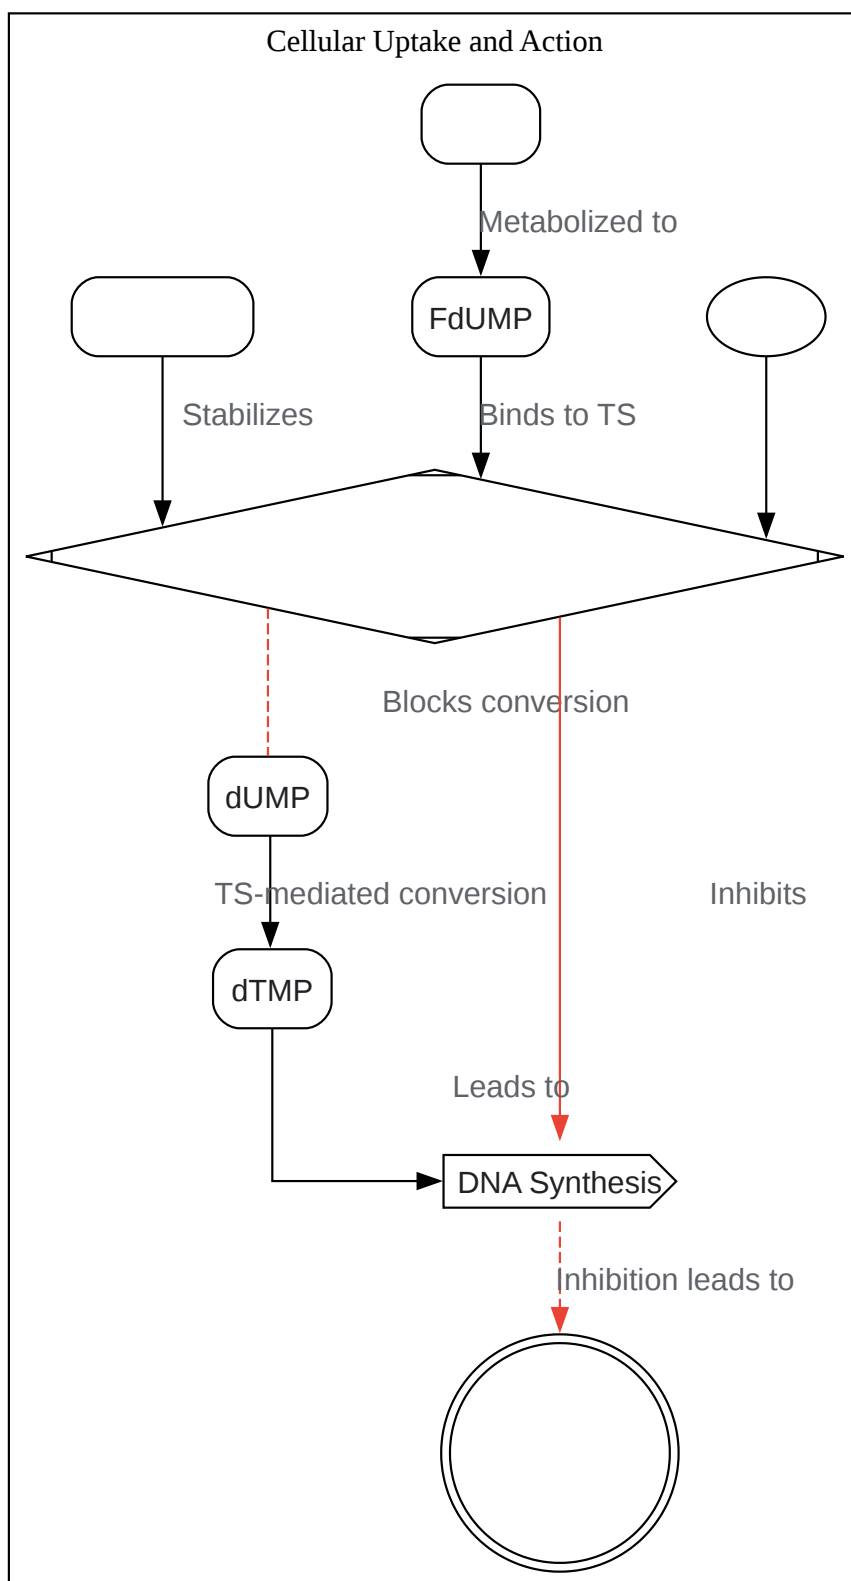 Cellular Uptake and Action
Metabolized to
FdUMP
Stabilizes
Binds to TS
Blocks conversion
dUMP
TS-mediated conversion
Inhibits
dTMP
Leads to
DNA Synthesis
Inhibition leads to